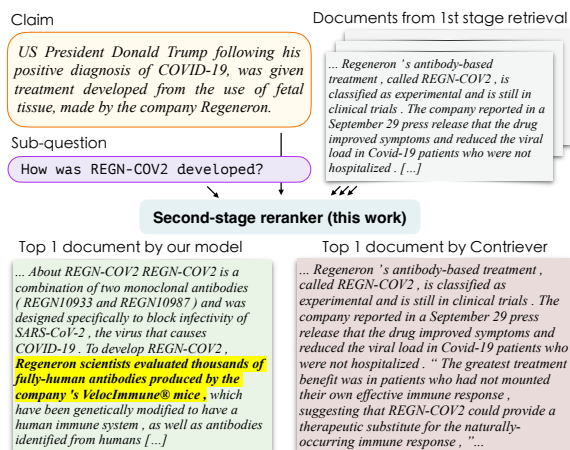 Claim
US President Donald Trump following his
positive diagnosis of COVID-19, was given
treatment developed from the use of fetal
tissue, made by the company Regeneron.
Sub-question
How was REGN-COV2 developed?
Documents from 1st stage retrieval
... Regeneron 's antibody-based
treatment , called REGN-COV2 , is
classified as experimental and is still in
clinical trials . The company reported in a
September 29 press release that the drug
improved symptoms and reduced the viral
load in Covid-19 patients who were not
hospitalized . [...]
Second-stage reranker (this work)
Top 1 document by our model
... About REGN-COV2 REGN-COV2 is a
combination of two monoclonal antibodies
( REGN10933 and REGN10987 ) and was
designed specifically to block infectivity of
SARS-CoV-2 , the virus that causes
COVID-19 . To develop REGN-COV2 ,
Regeneron scientists evaluated thousands of
fully-human antibodies produced by the
company 's VelocImmune® mice , which
have been genetically modified to have a
human immune system , as well as antibodies
identified from humans [...]
Top 1 document by Contriever
... Regeneron 's antibody-based treatment ,
called REGN-COV2 , is classified as
experimental and is still in clinical trials . The
company reported in a September 29 press
release that the drug improved symptoms and
reduced the viral load in Covid-19 patients who
were not hospitalized . “ The greatest treatment
benefit was in patients who had not mounted
their own effective immune response ,
suggesting that REGN-COV2 could provide a
therapeutic substitute for the naturally-
occurring immune response , ”...